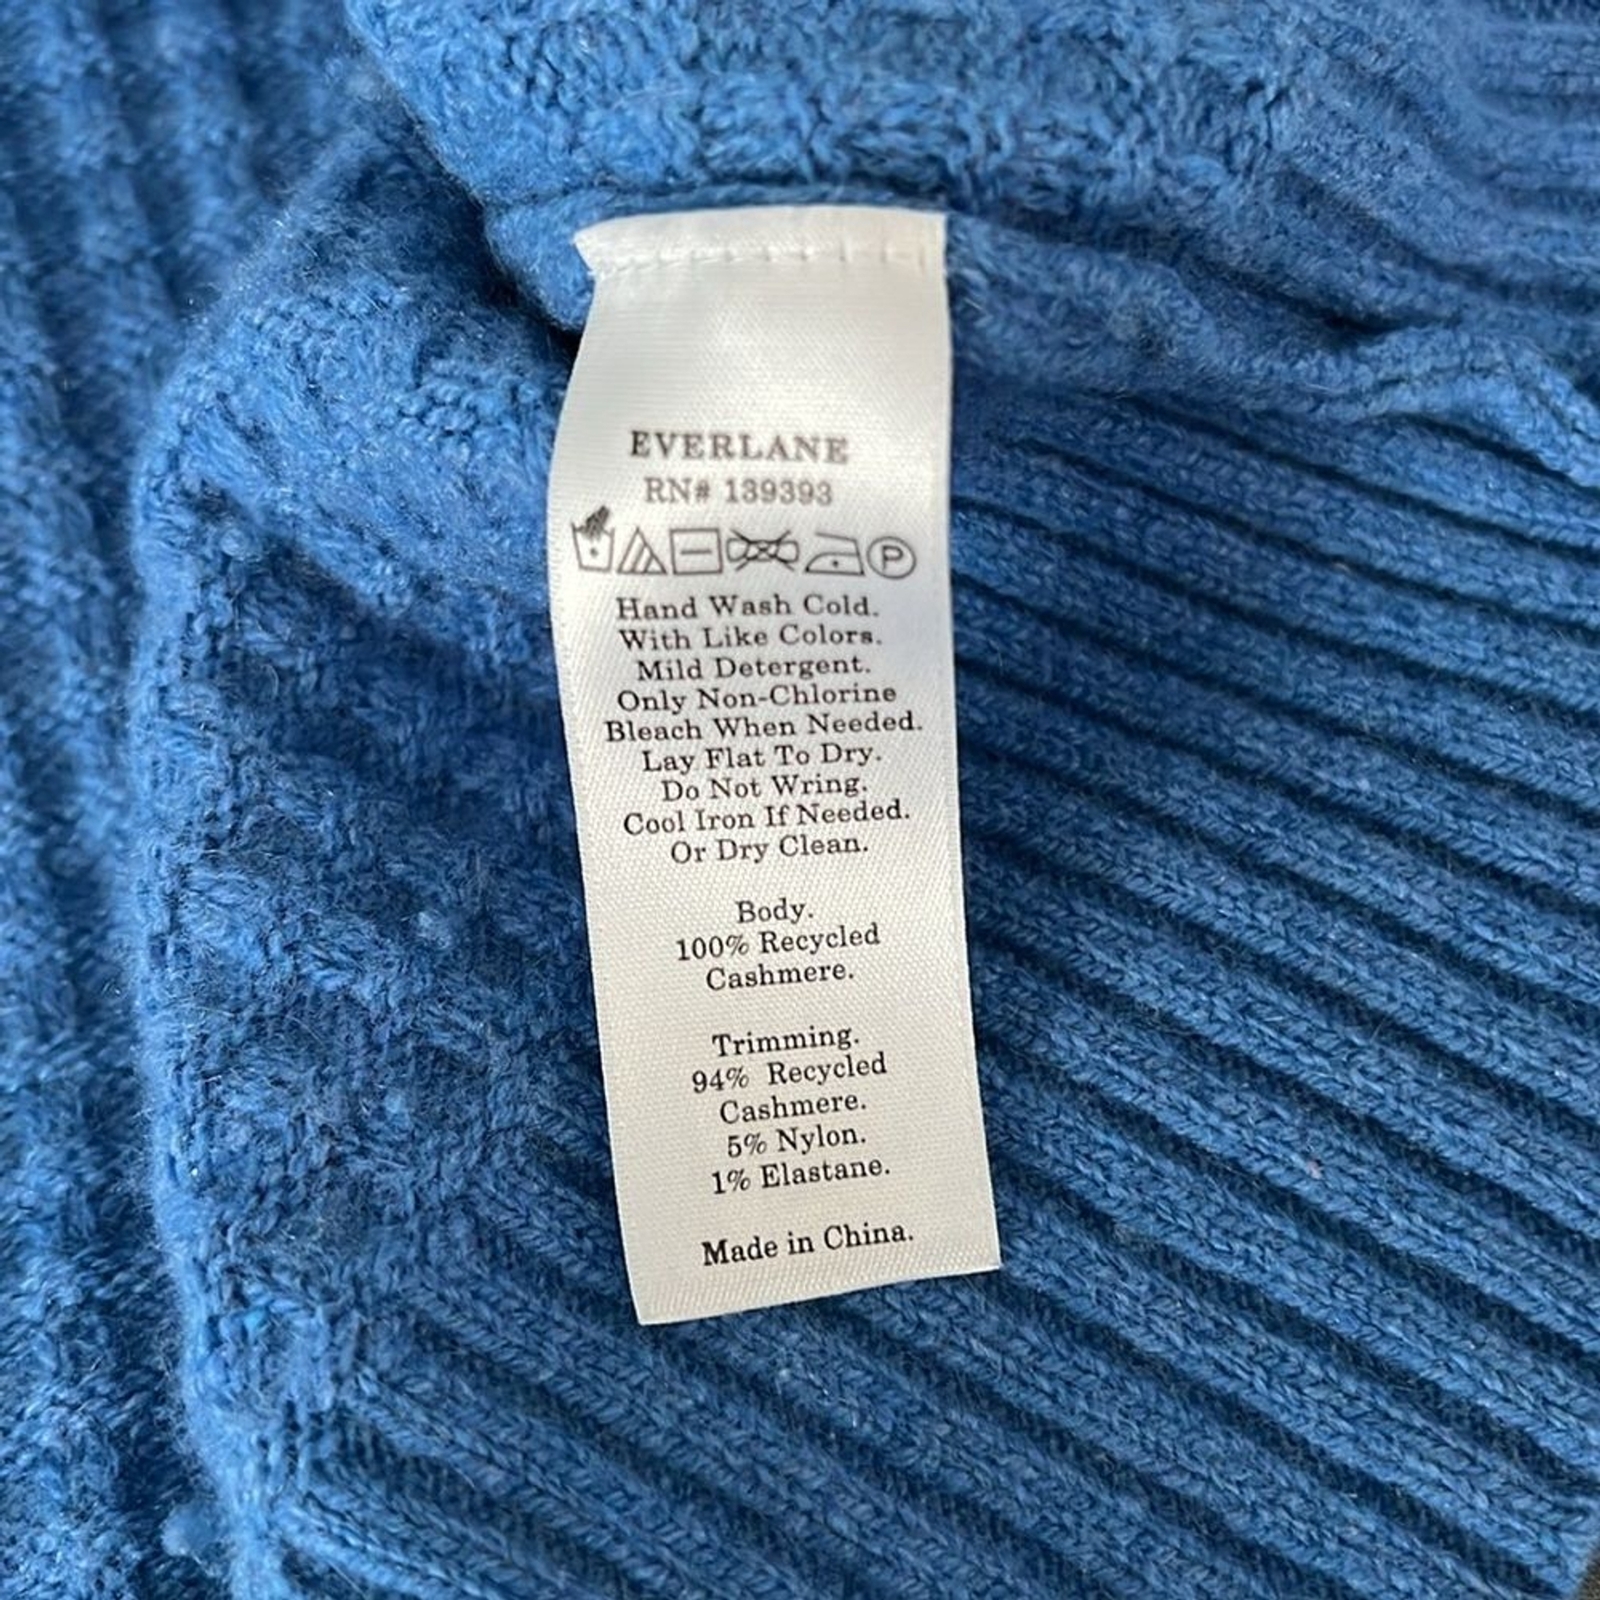 EVERLANE
RN# 139393
P
Hand Wash Cold.
With Like Colors.
Mild Detergent.
Only Non-Chlorine
Bleach When Needed.
Lay Flat To Dry.
Do Not Wring.
Cool Iron If Needed.
Or Dry Clean.
Body.
100% Recycled
Cashmere.
Trimming.
94% Recycled
Cashmere.
5% Nylon.
1% Elastane.
Made in China.